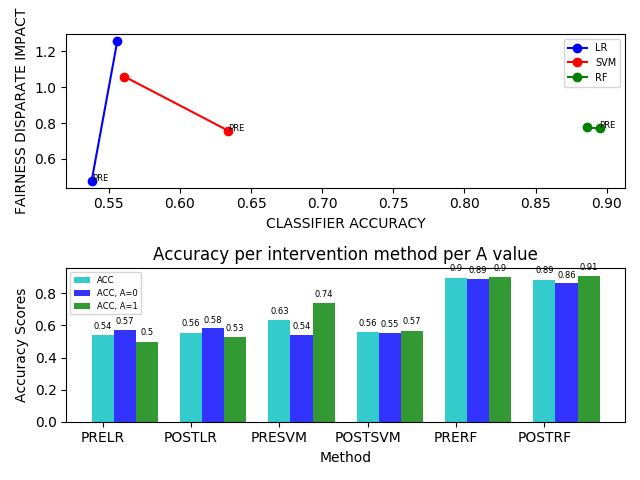 FAIRNESS DISPARATE IMPACT
1.2
1.0
0.8
0.6
LR
SVM
RF
PRE
PRE
PRE
0.55 0.60 0.65 0.70 0.75 0.80 0.85 0.90
CLASSIFIER ACCURACY
Accuracy per intervention method per A value
Accuracy Scores
0.8
0.6
0.4
0.2
0.0
ACC
ACC, A=0
ACC, A=1
0.54 0.57 0.5 0.56 0.58 0.53 0.63 0.54 0.74 0.56 0.55 0.57 0.9 0.89 0.9 0.89 0.86 0.91
PRELR POSTLR PRESVM POSTSVM PRERF POSTRF
Method